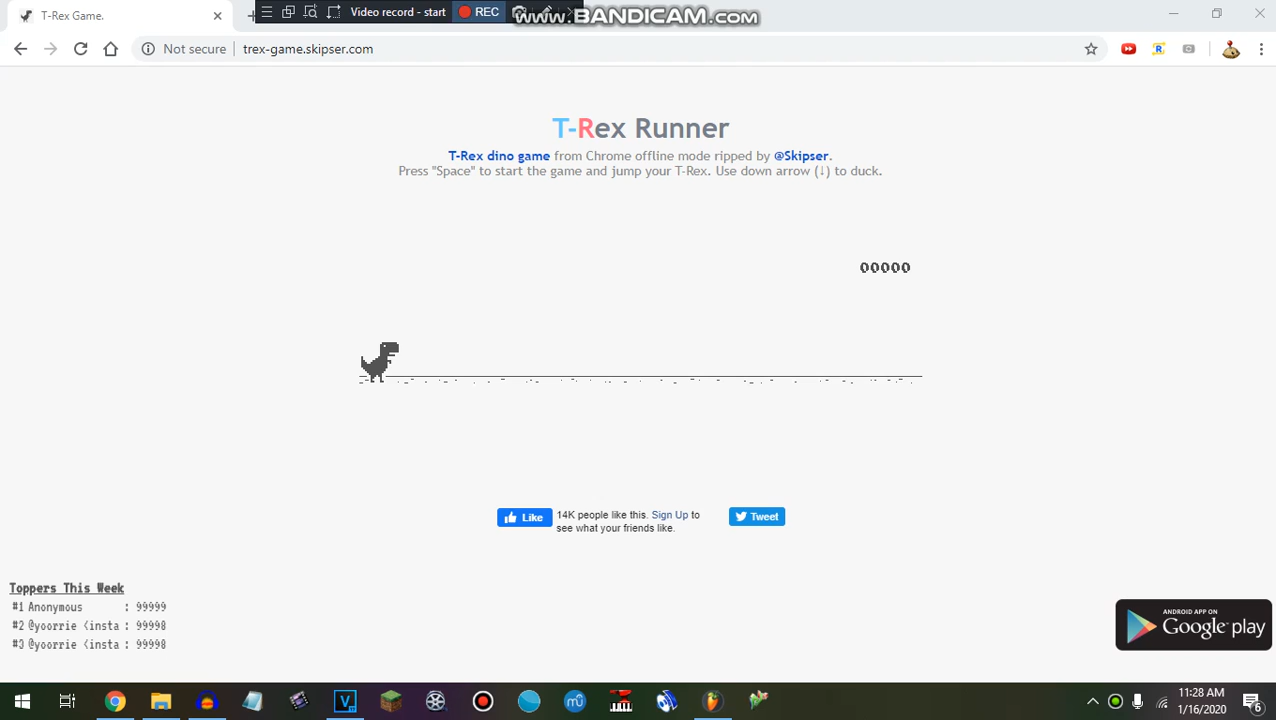 T-Rex Game.
Video record - start
REC
WWW.BANDICAM.COM
Not secure
trex-game.skipser.com
T-Rex Runner
T-Rex dino game from Chrome offline mode ripped by @Skipser.
Press "Space" to start the game and jump your T-Rex. Use down arrow (↓) to duck.
00000
Like
14K people like this. Sign Up to
see what your friends like.
Tweet
Toppers This Week
#1 Anonymous : 99999
#2 @yoorrie <insta : 99998
#3 @yoorrie <insta : 99998
ANDROID APP ON
Google play
11:28 AM
1/16/2020
6